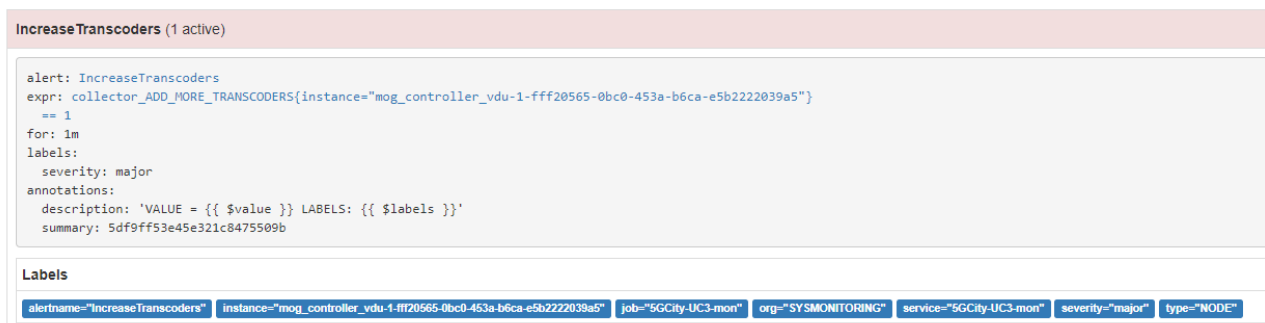 IncreaseTranscoders (1 active)
alert: IncreaseTranscoders
expr: collector_ADD_MORE_TRANSCODERS{instance="mog_controller_vdu-1-fff20565-0bc0-453a-b6ca-e5b2222039a5"}
== 1
for: 1m
labels:
severity: major
annotations:
description: 'VALUE = {{ $value }} LABELS: {{ $labels }}'
summary: 5df9ff53e45e321c8475509b
Labels
alertname="IncreaseTranscoders" instance="mog_controller_vdu-1-fff20565-0bc0-453a-b6ca-e5b2222039a5" job="5GCity-UC3-mon" org="SYSMONITORING" service="5GCity-UC3-mon" severity="major" type="NODE"